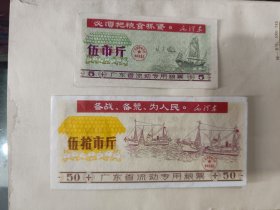 必须把粮食抓紧。毛泽东
伍市斤
5 广东省流动专用粮票 5
备战、备荒、为人民。毛泽东
伍拾市斤
50 广东省流动专用粮票 50